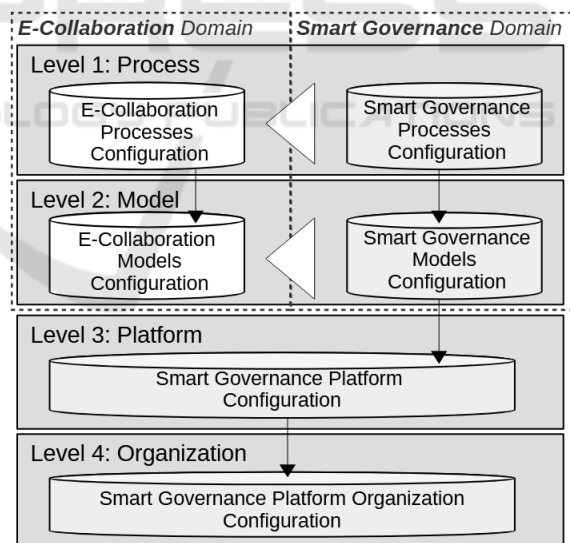 E-Collaboration Domain
Smart Governance Domain
Level 1: Process
E-Collaboration
Processes
Configuration
Smart Governance
Processes
Configuration
Level 2: Model
E-Collaboration
Models
Configuration
Smart Governance
Models
Configuration
Level 3: Platform
Smart Governance Platform
Configuration
Level 4: Organization
Smart Governance Platform Organization
Configuration